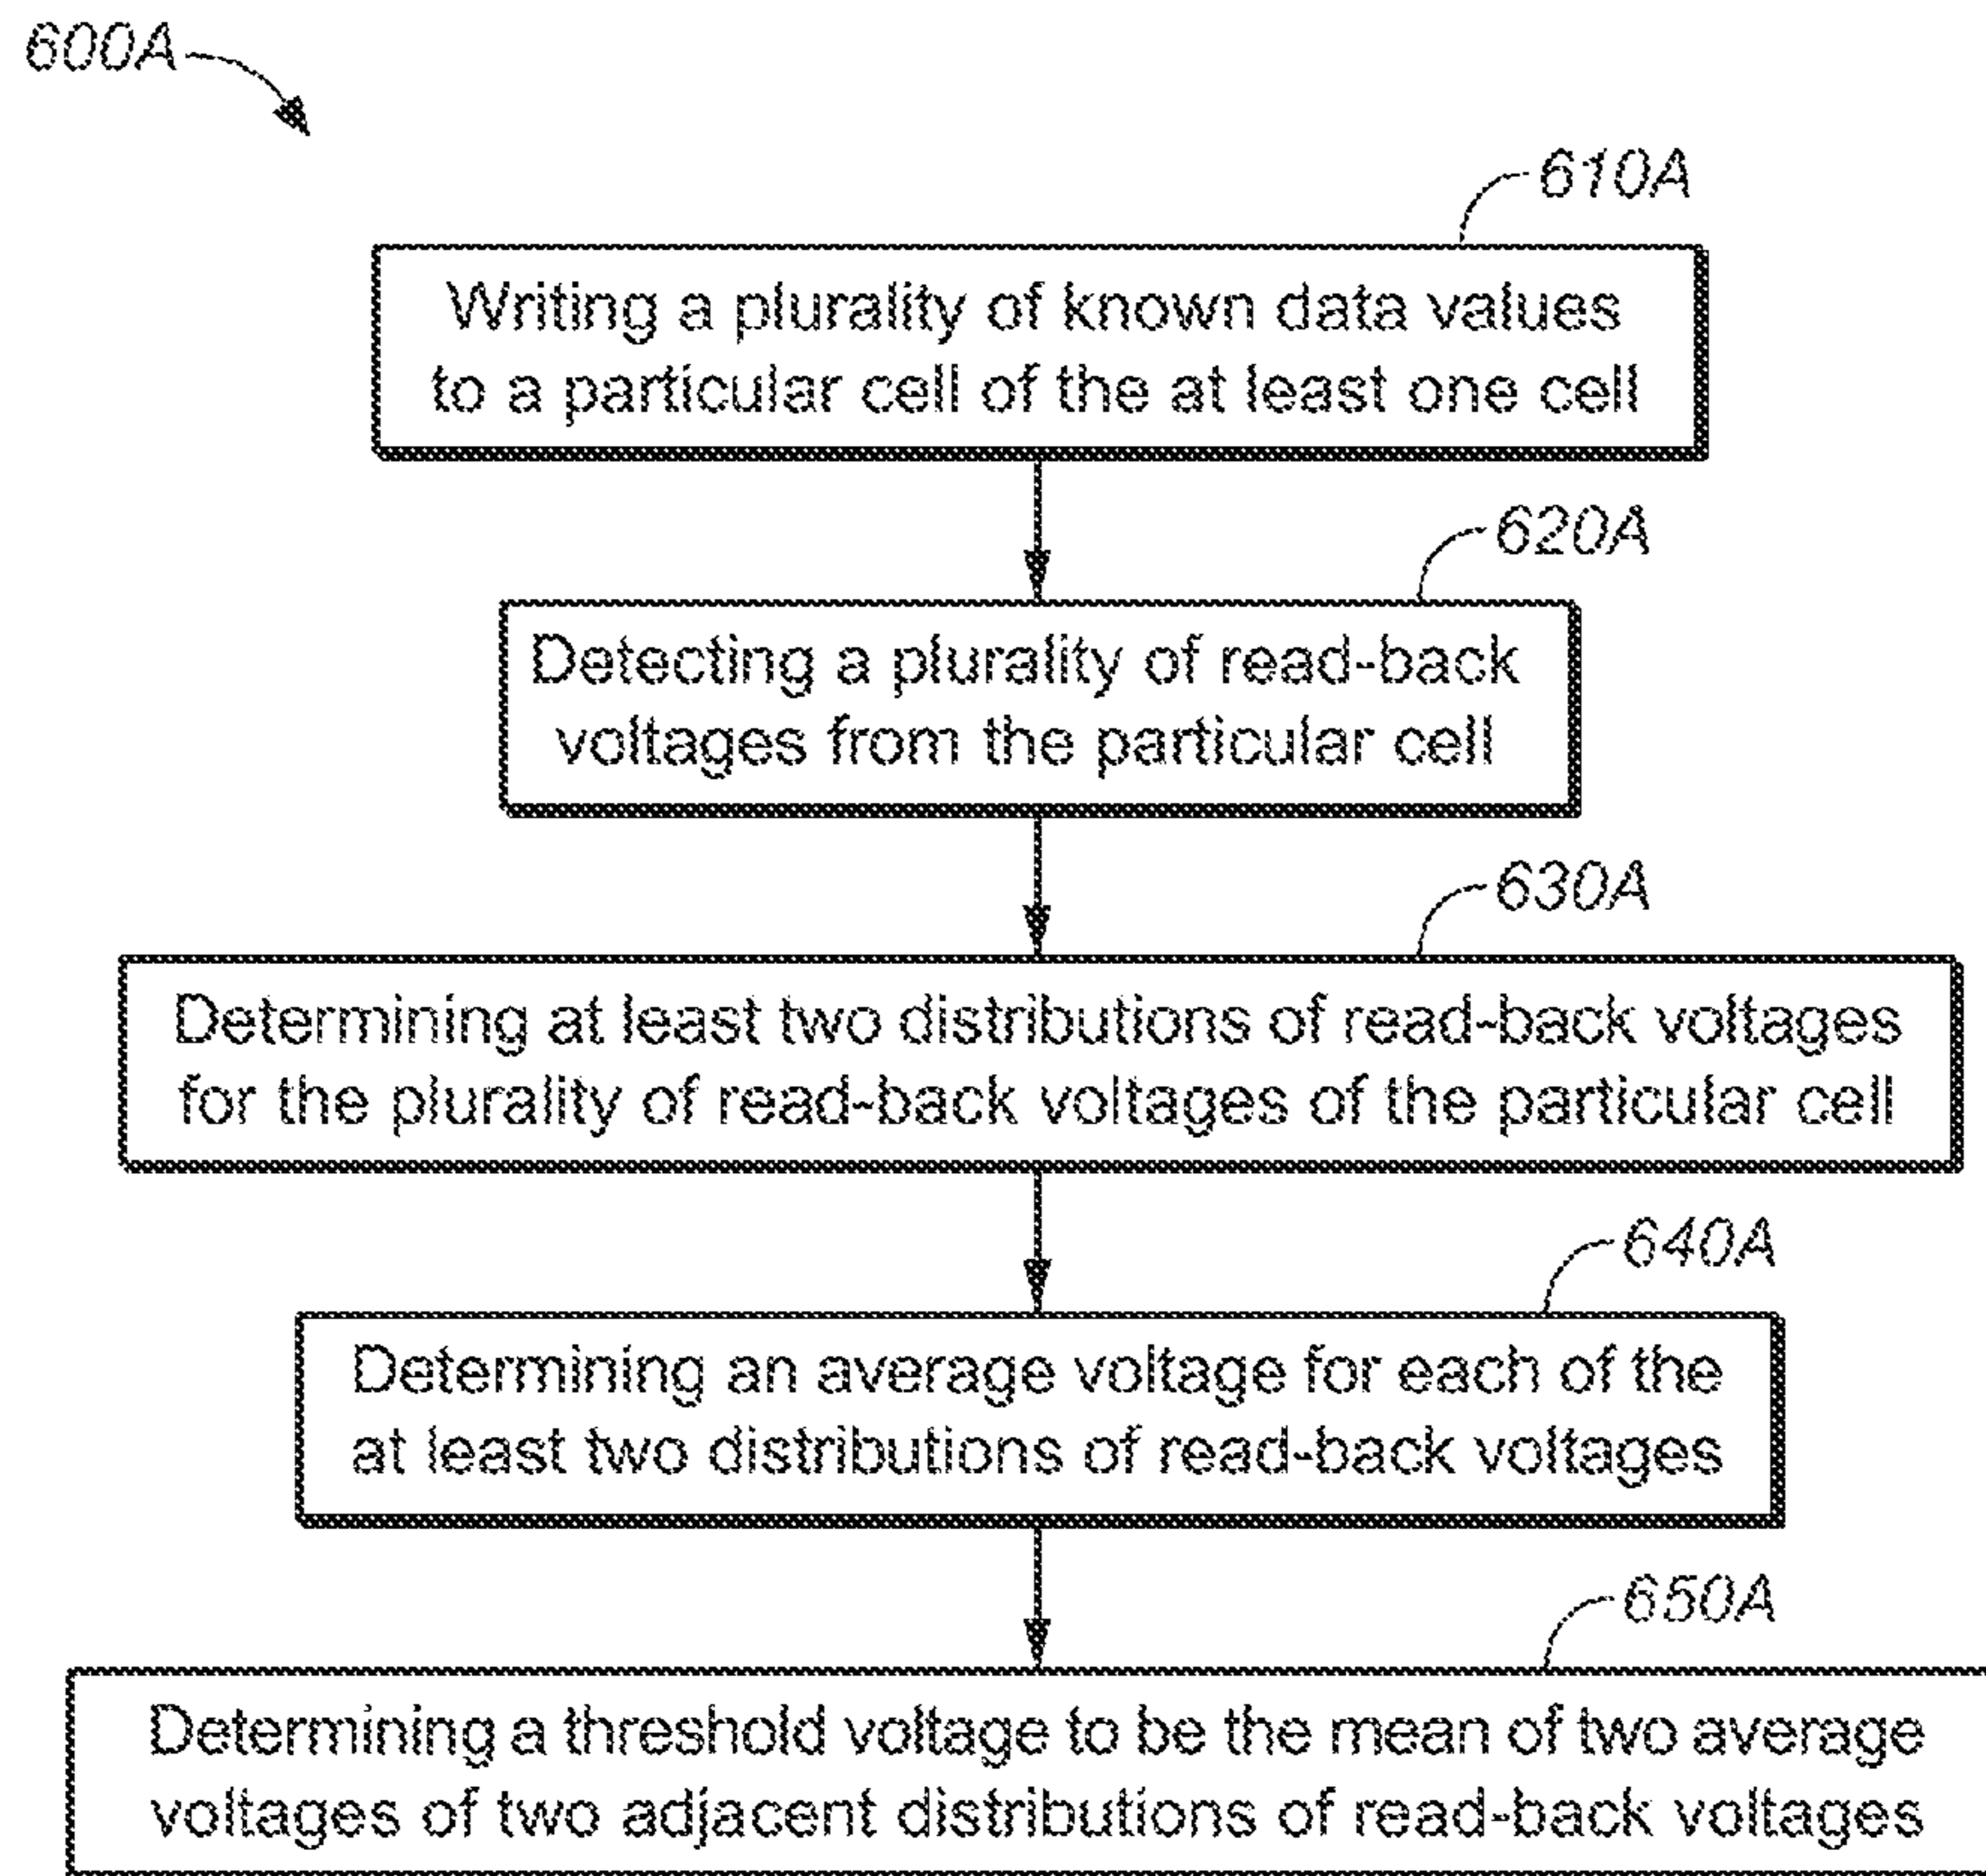 600A
610A
Writing a plurality of known data values
to a particular cell of the at least one cell
620A
Detecting a plurality of read-back
voltages from the particular cell
630A
Determining at least two distributions of read-back voltages
for the plurality of read-back voltages of the particular cell
640A
Determining an average voltage for each of the
at least two distributions of read-back voltages
650A
Determining a threshold voltage to be the mean of two average
voltages of two adjacent distributions of read-back voltages